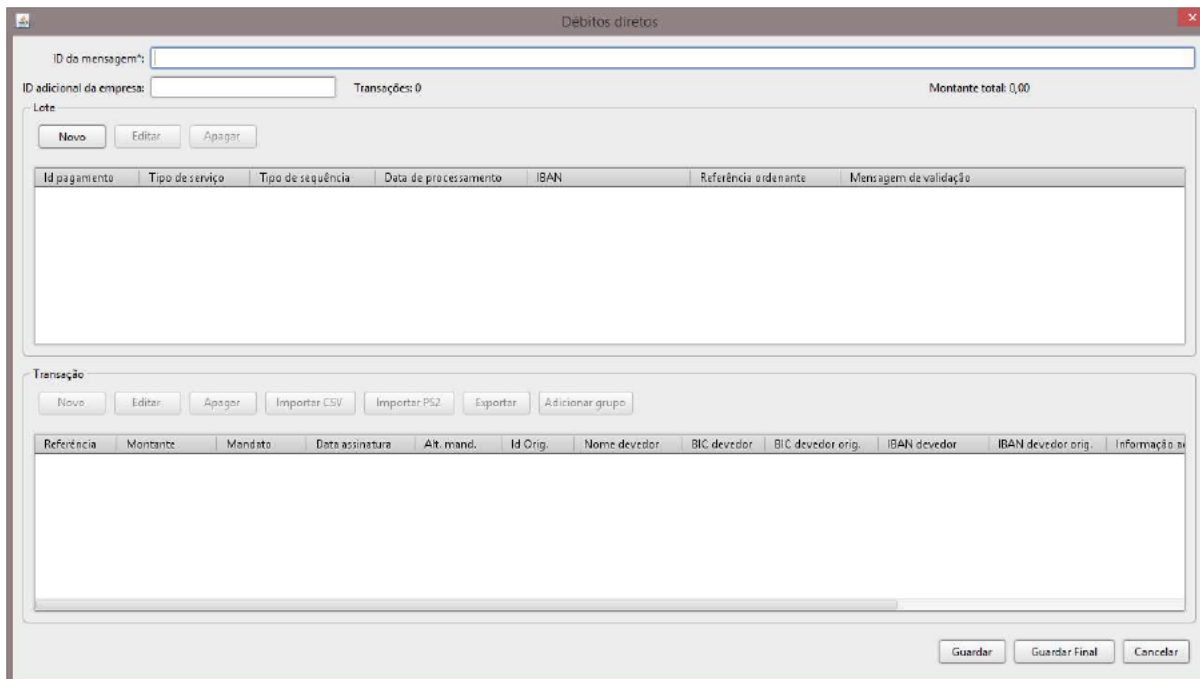 Débitos diretos
ID da mensagem*:
ID adicional da empresa: Transações: 0 Montante total: 0,00
Lote
Novo Editar Apagar
Id pagamento Tipo de serviço Tipo de sequência Data de processamento IBAN Referência ordenante Mensagem de validação
Transação
Novo Editar Apagar Importar CSV Importar PS2 Exportar Adicionar grupo
Referência Montante Mandato Data assinatura Alt. mand. Id Orig. Nome devedor BIC devedor BIC devedor orig. IBAN devedor IBAN devedor orig. Informação
Guardar Guardar Final Cancelar